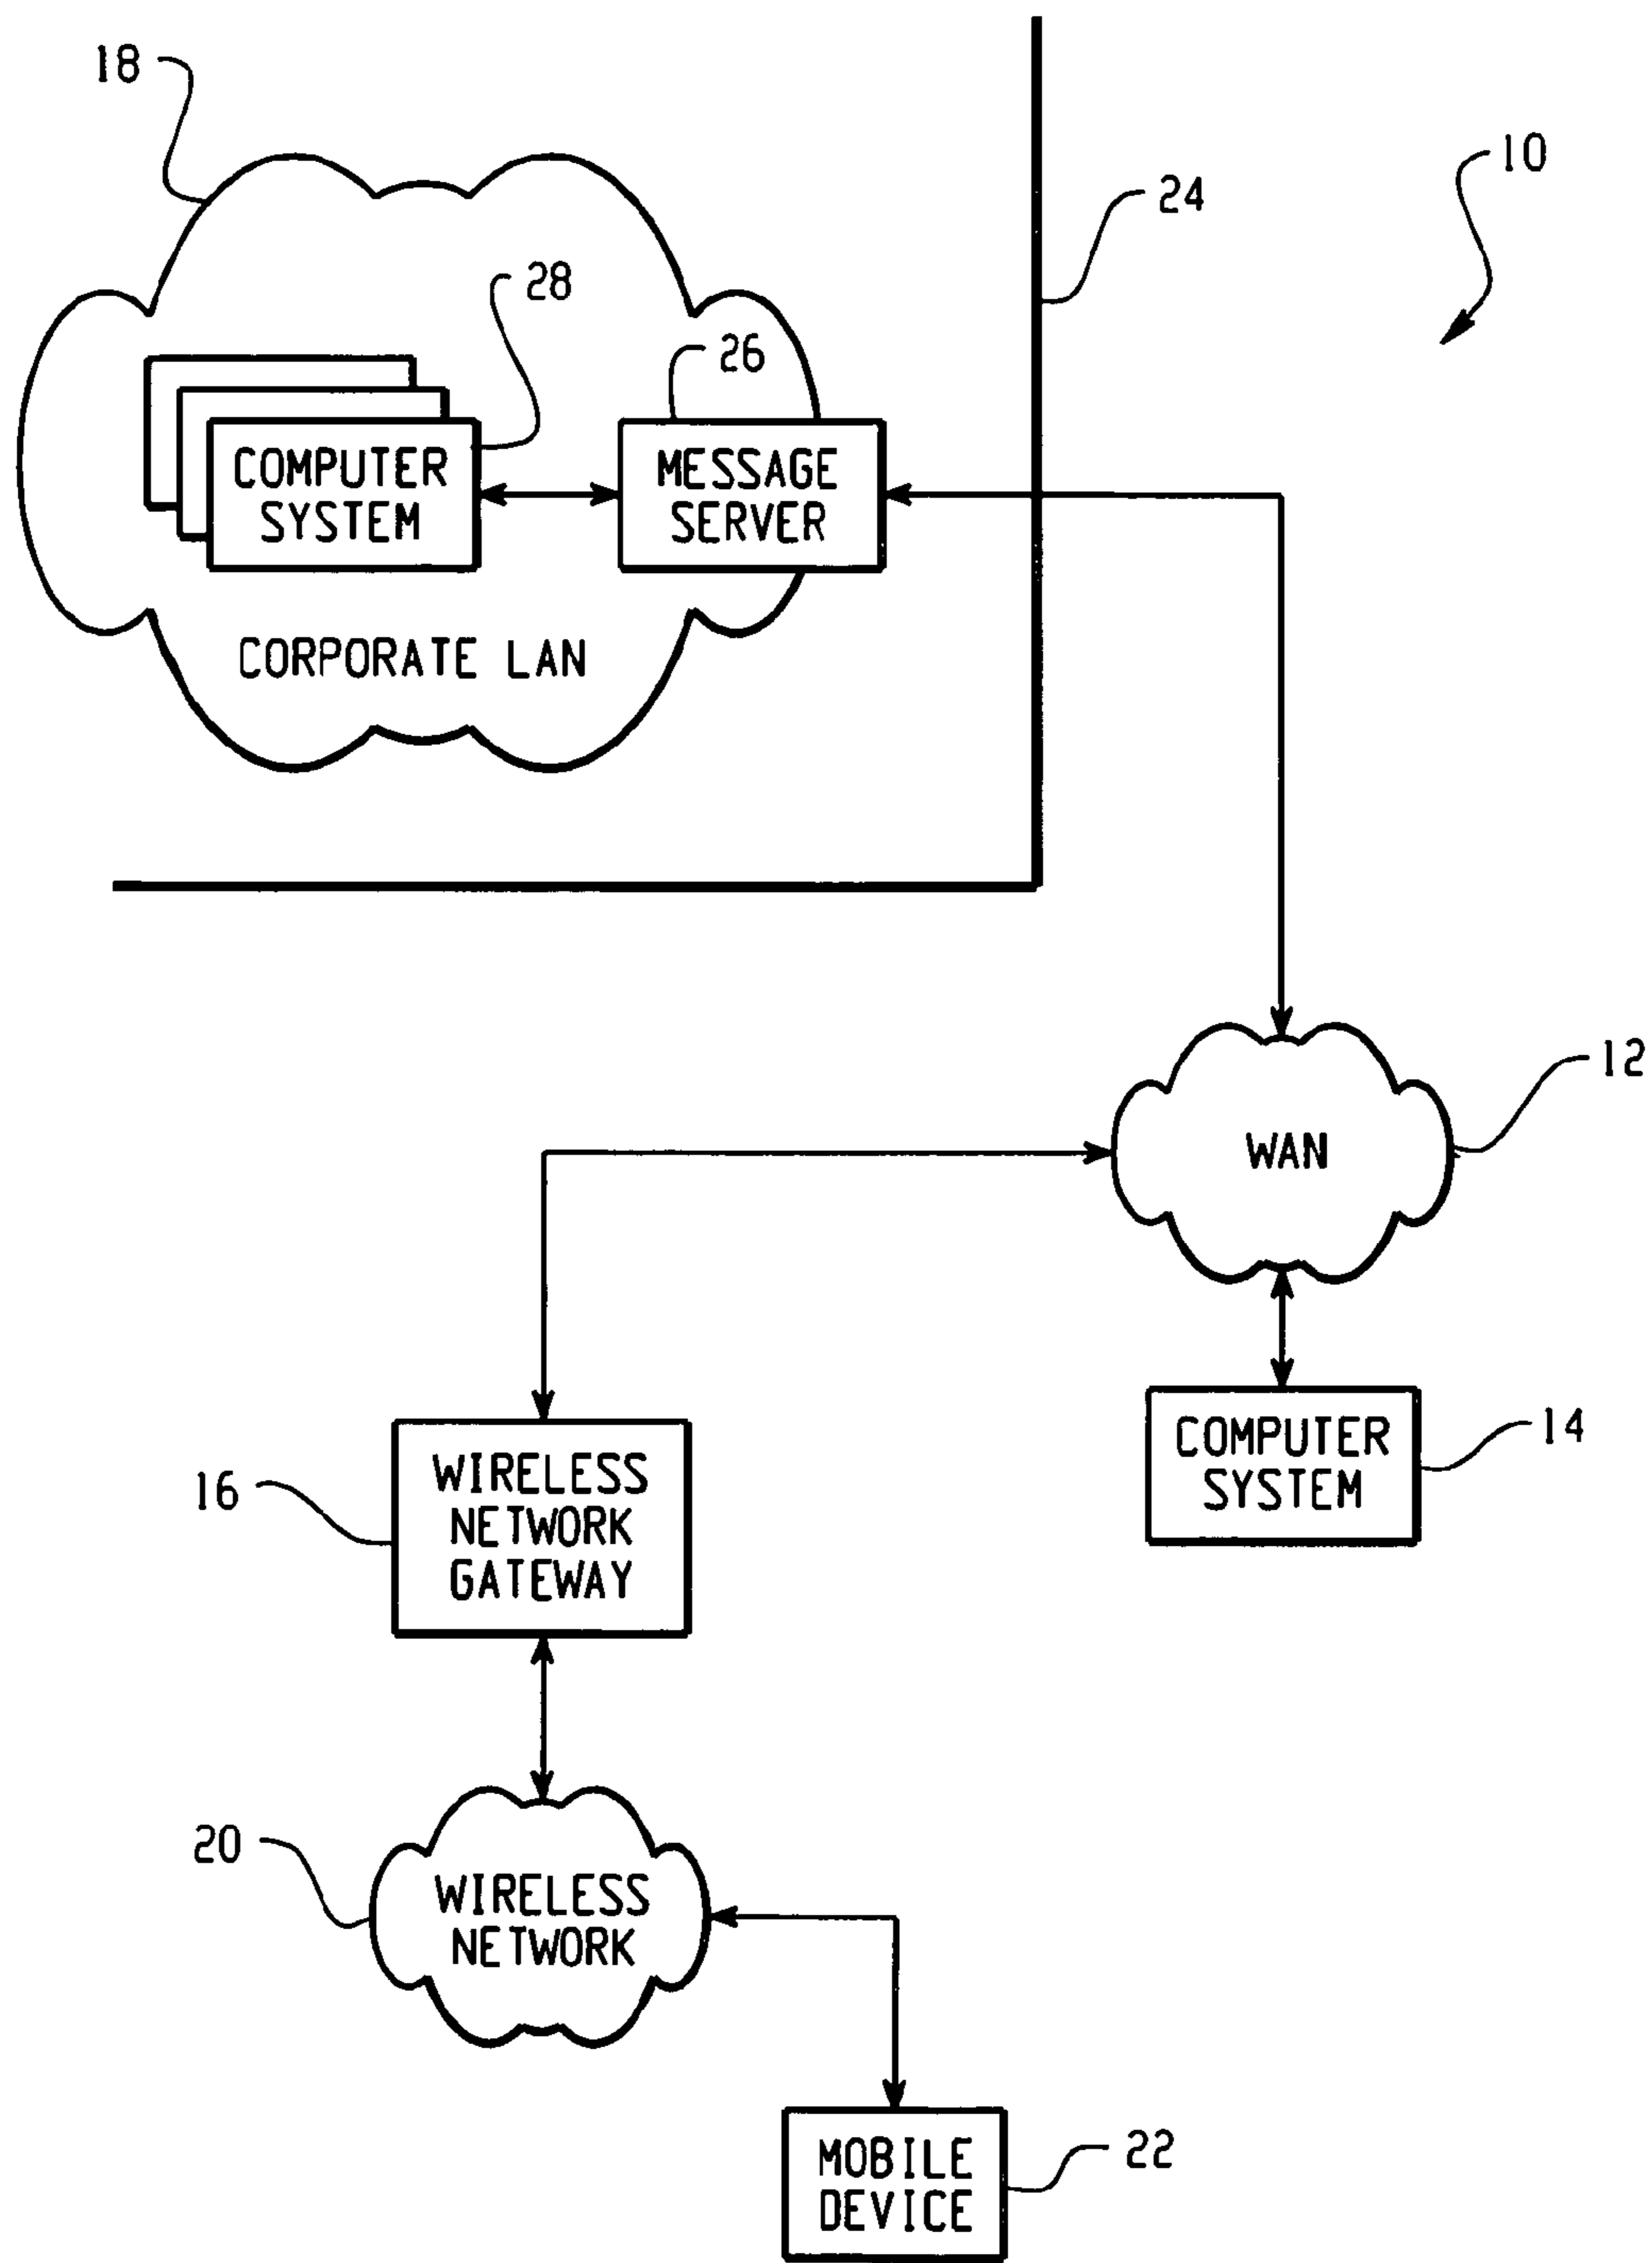 18
10
24
28
26
COMPUTER
SYSTEM
MESSAGE
SERVER
CORPORATE LAN
12
WAN
COMPUTER
SYSTEM
14
16
WIRELESS
NETWORK
GATEWAY
20
WIRELESS
NETWORK
MOBILE
DEVICE
22